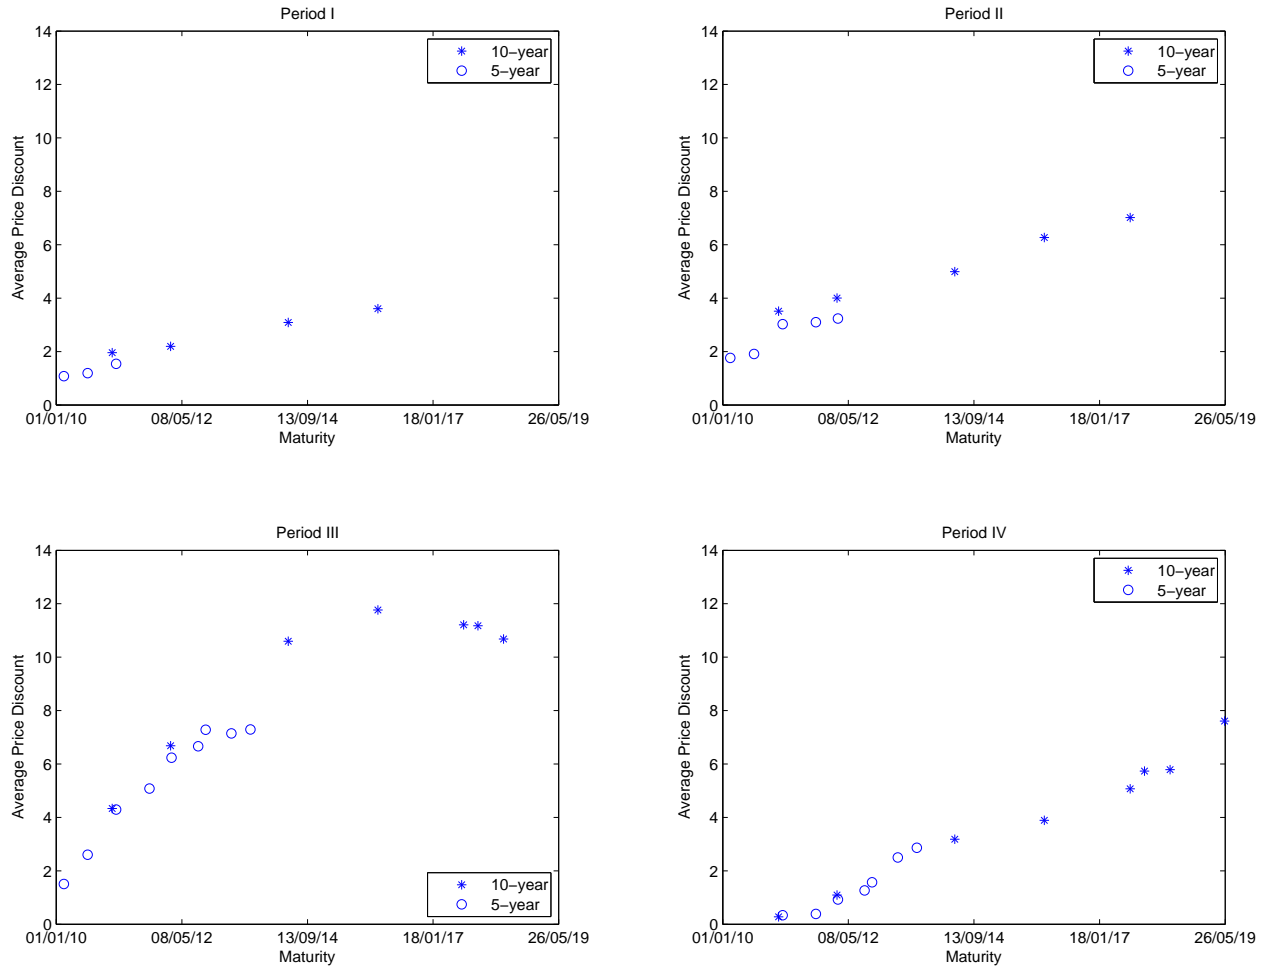 Period I
14
12
10
8
6
4
2
0
Average Price Discount
10−year
5−year
01/01/10 08/05/12 13/09/14 18/01/17 26/05/19
Maturity
Period II
14
12
10
8
6
4
2
0
Average Price Discount
10−year
5−year
01/01/10 08/05/12 13/09/14 18/01/17 26/05/19
Maturity
Period III
14
12
10
8
6
4
2
0
Average Price Discount
10−year
5−year
01/01/10 08/05/12 13/09/14 18/01/17 26/05/19
Maturity
Period IV
14
12
10
8
6
4
2
0
Average Price Discount
10−year
5−year
01/01/10 08/05/12 13/09/14 18/01/17 26/05/19
Maturity